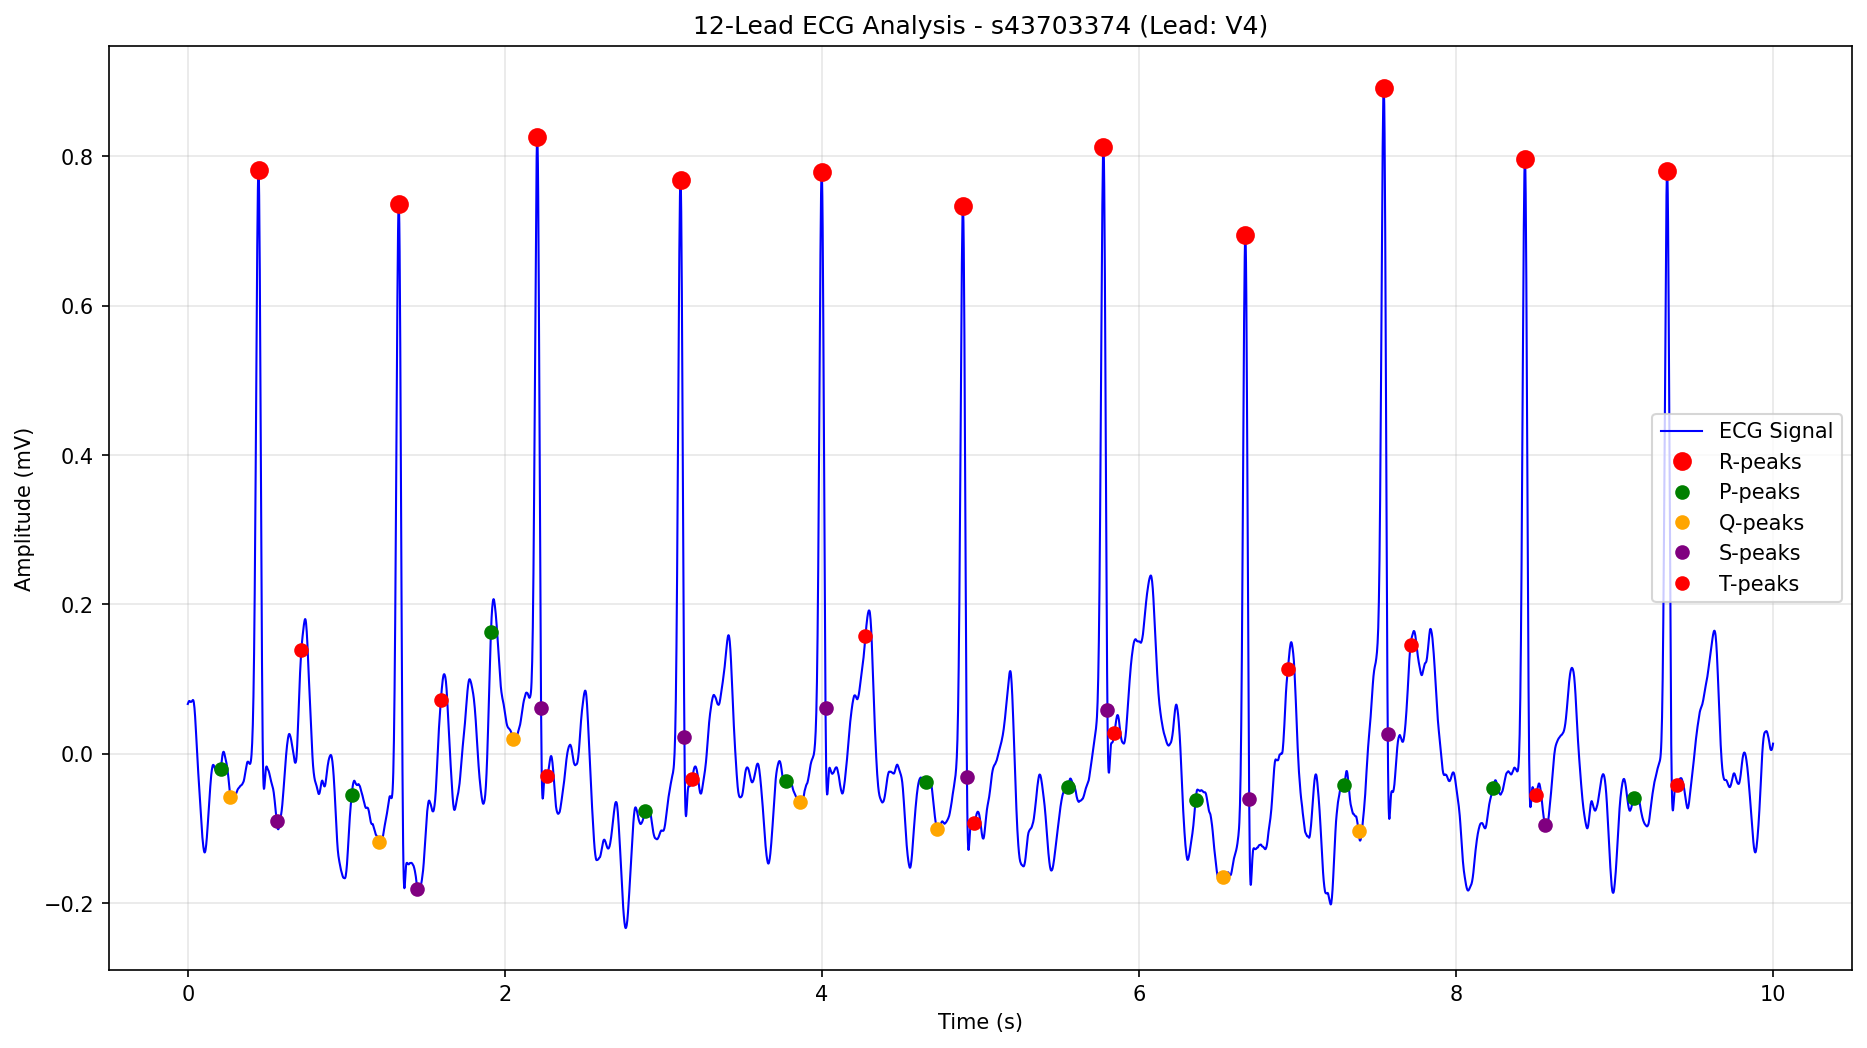 12-Lead ECG Analysis - s43703374 (Lead: V4)
Amplitude (mV)
0.8
0.6
0.4
0.2
0.0
−0.2
ECG Signal
R-peaks
P-peaks
Q-peaks
S-peaks
T-peaks
0 2 4 6 8 10
Time (s)